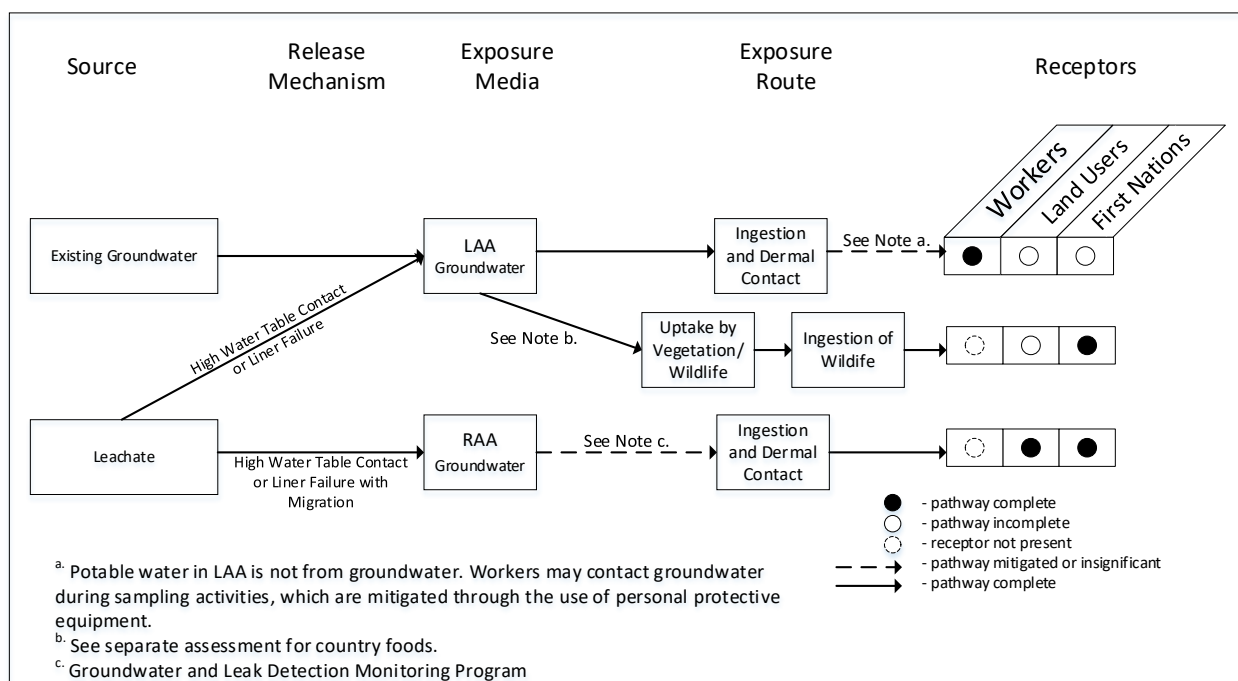 Source
Release
Mechanism
Exposure
Media
Exposure
Route
Receptors
Workers
Land Users
First Nations
Existing Groundwater
LAA
Groundwater
Ingestion
and Dermal
Contact
See Note a.
High Water Table Contact
or Liner Failure
See Note b.
Uptake by
Vegetation/
Wildlife
Ingestion of
Wildife
Leachate
High Water Table Contact
or Liner Failure with
Migration
RAA
Groundwater
See Note c.
Ingestion
and Dermal
Contact
- pathway complete
- pathway incomplete
- receptor not present
- pathway mitigated or insignificant
- pathway complete
a. Potable water in LAA is not from groundwater. Workers may contact groundwater
during sampling activities, which are mitigated through the use of personal protective
equipment.
b. See separate assessment for country foods.
c. Groundwater and Leak Detection Monitoring Program